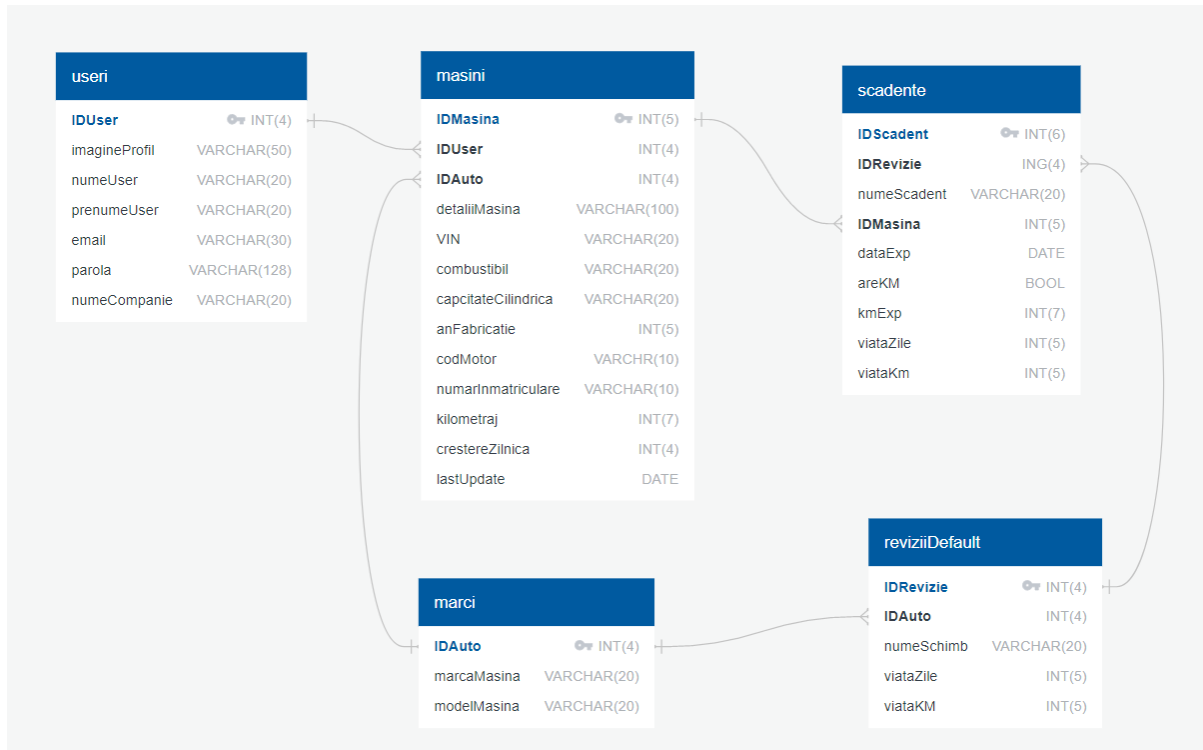 useri
IDUser INT(4)
imagineProfil VARCHAR(50)
numeUser VARCHAR(20)
prenumeUser VARCHAR(20)
email VARCHAR(30)
parola VARCHAR(128)
numeCompanie VARCHAR(20)
masini
IDMasina INT(5)
IDUser INT(4)
IDAuto INT(4)
detaliiMasina VARCHAR(100)
VIN VARCHAR(20)
combustibil VARCHAR(20)
capcitateCilindrica VARCHAR(20)
anFabricatie INT(5)
codMotor VARCHR(10)
numarInmatriculare VARCHAR(10)
kilometraj INT(7)
crestereZilnica INT(4)
lastUpdate DATE
scadente
IDScadent INT(6)
IDRevizie ING(4)
numeScadent VARCHAR(20)
IDMasina INT(5)
dataExp DATE
areKM BOOL
kmExp INT(7)
viataZile INT(5)
viataKm INT(5)
marci
IDAuto INT(4)
marcaMasina VARCHAR(20)
modelMasina VARCHAR(20)
reviziiDefault
IDRevizie INT(4)
IDAuto INT(4)
numeSchimb VARCHAR(20)
viataZile INT(5)
viataKM INT(5)